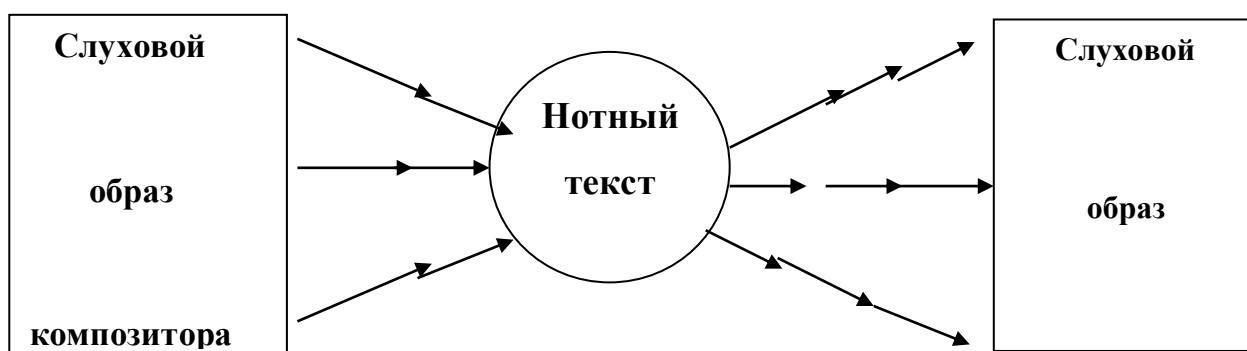 Слуховой
образ
композитора
Нотный
текст
Слуховой
образ